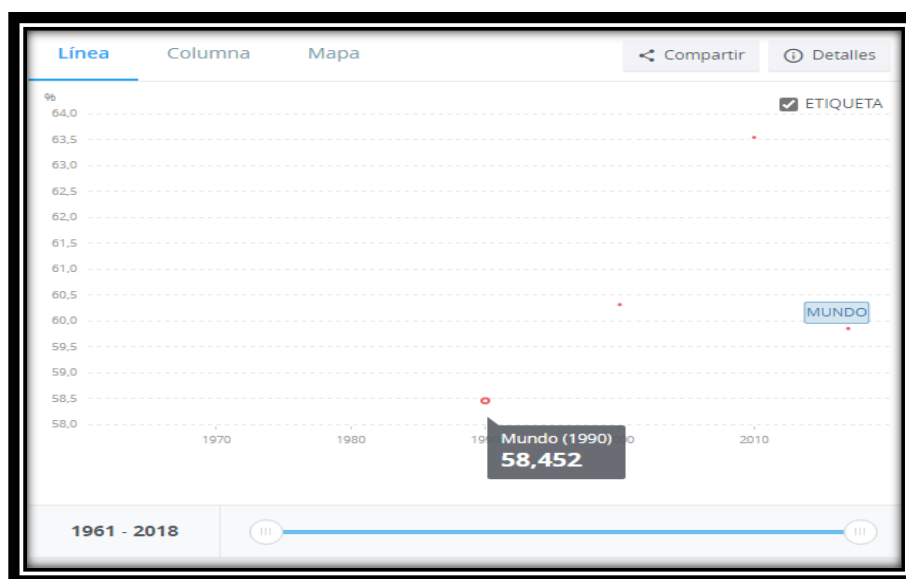 Línea Columna Mapa Compartir Detalles
%
ETIQUETA
64,0
63,5
63,0
62,5
62,0
61,5
61,0
60,5
60,0
MUNDO
59,5
59,0
58,5
58,0
1970 1980 2010
Mundo (1990)
58,452
1961 - 2018